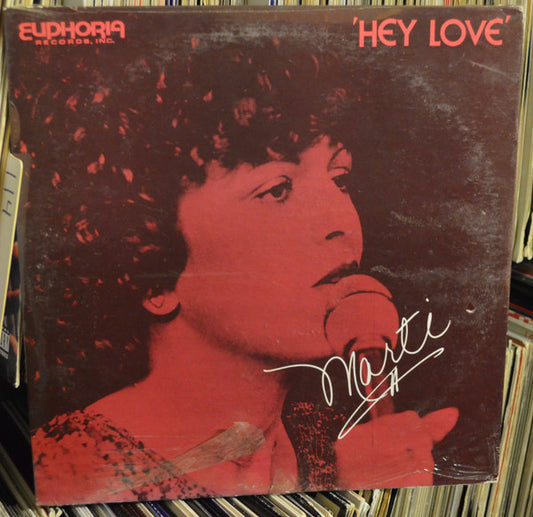 EUPHORIA
RECORDS, INC.
'HEY LOVE'
Marti